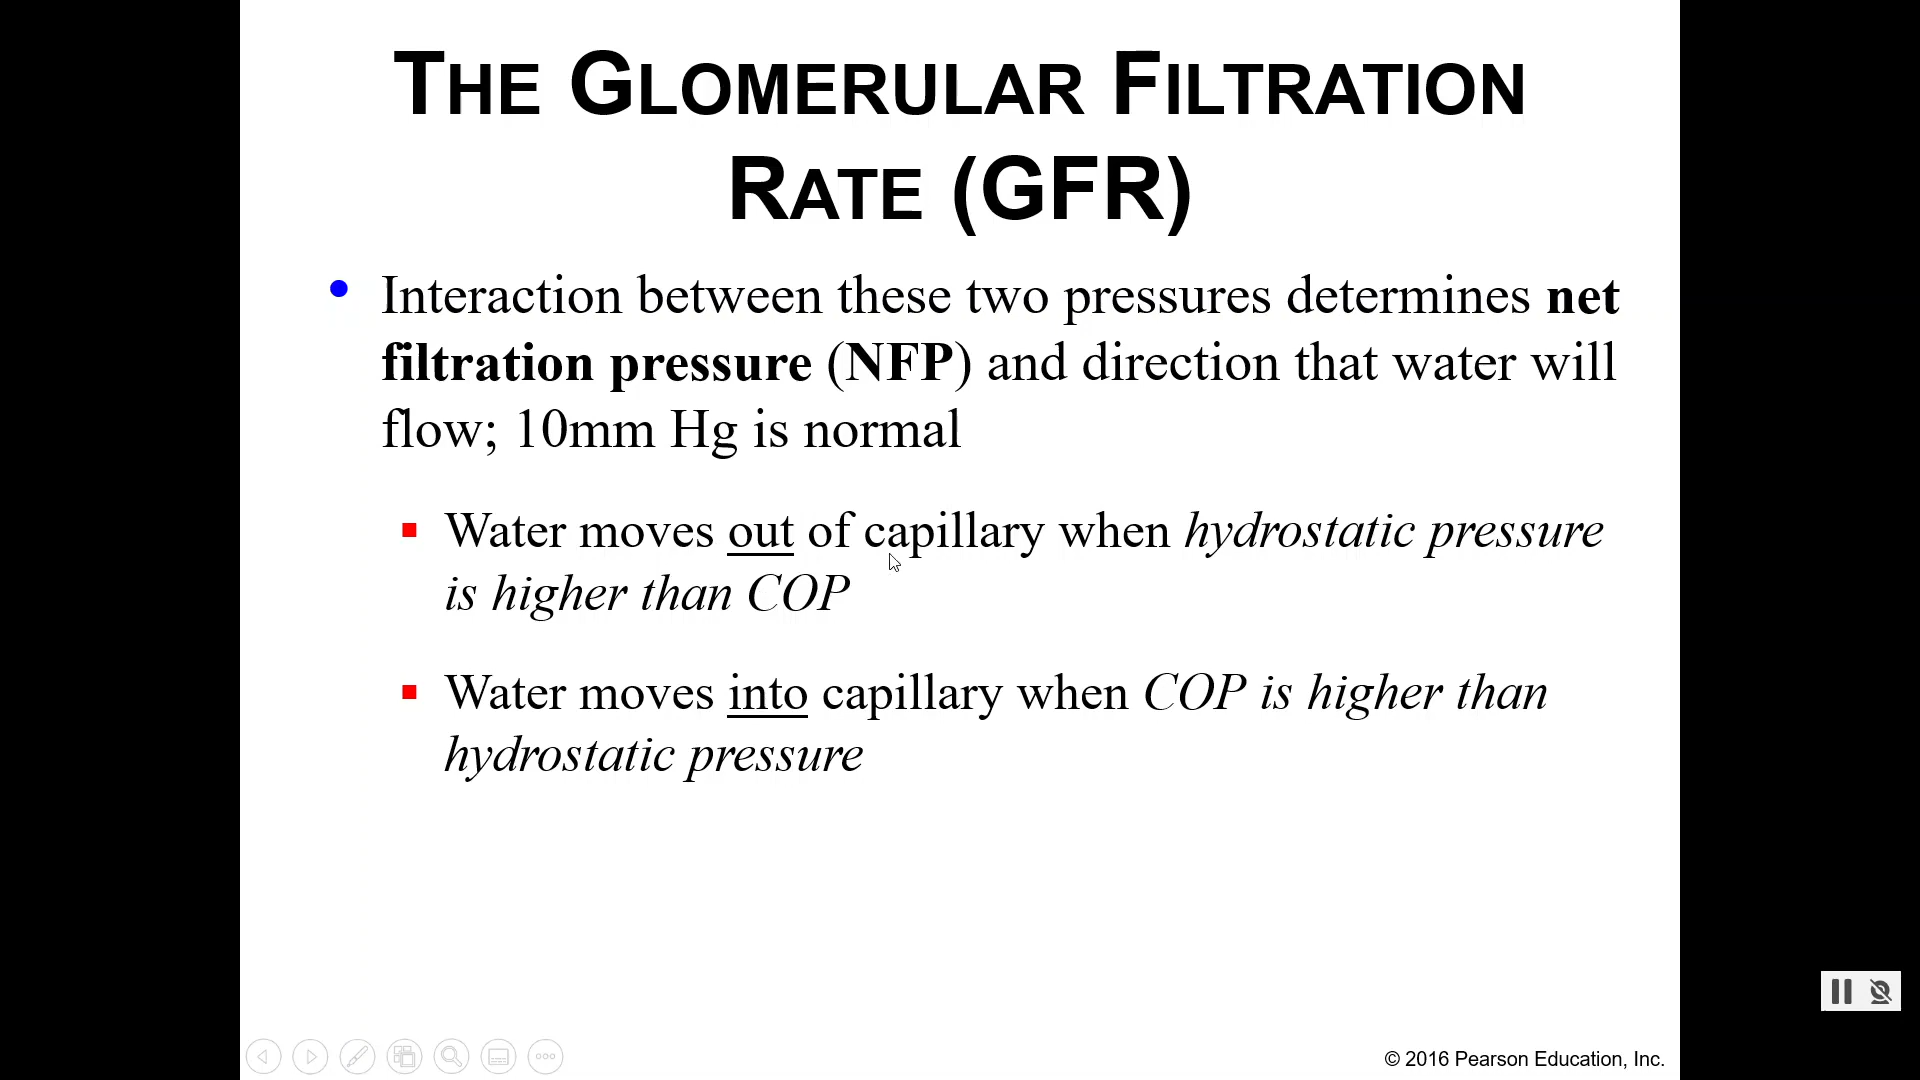 THE GLOMERULAR FILTRATION
RATE (GFR)
• Interaction between these two pressures determines net
filtration pressure (NFP) and direction that water will
flow; 10mm Hg is normal
▪ Water moves out of capillary when hydrostatic pressure
is higher than COP
▪ Water moves into capillary when COP is higher than
hydrostatic pressure
© 2016 Pearson Education, Inc.